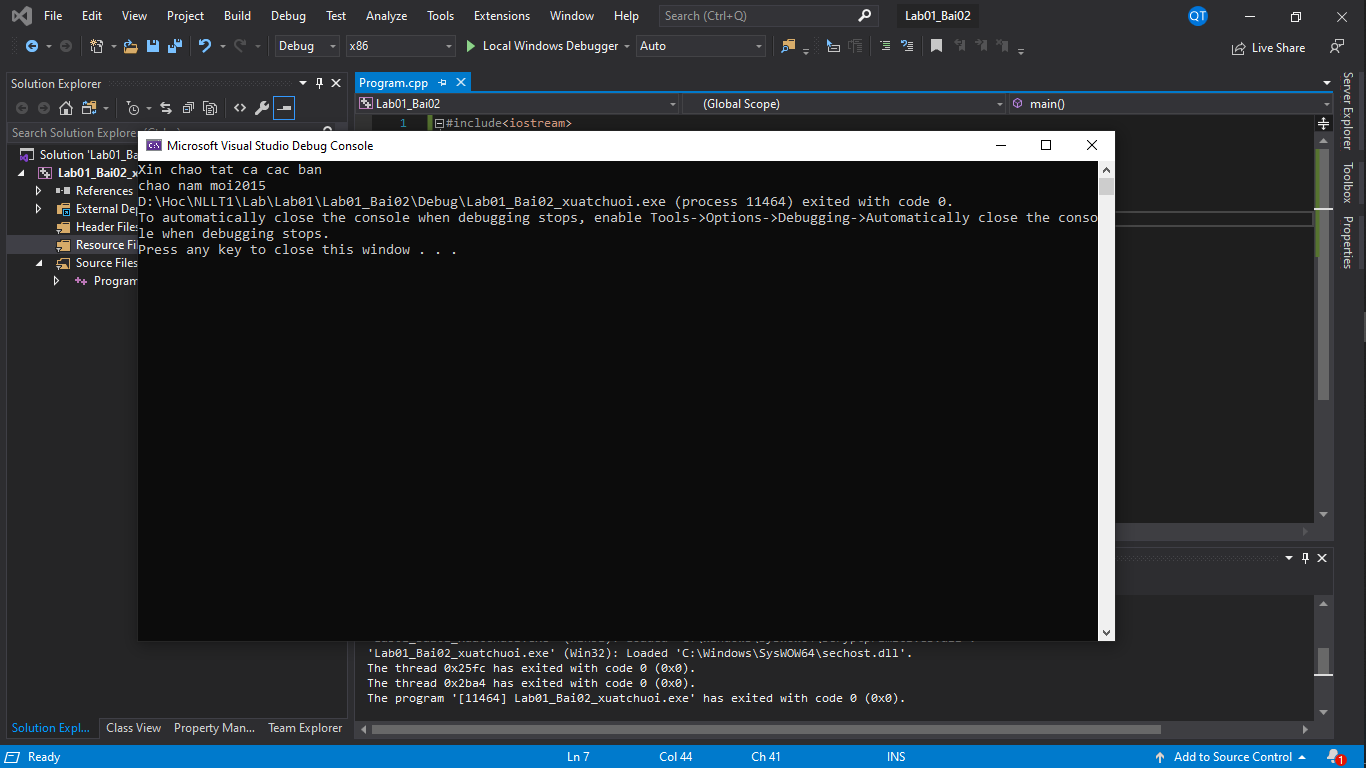 File Edit View Project Build Debug Test Analyze Tools Extensions Window Help Search (Ctrl+Q) Lab01_Bai02 QT
Debug x86 Local Windows Debugger Auto Live Share
Solution Explorer
Program.cpp
Lab01_Bai02 (Global Scope) main()
Search Solution Explorer
1 #include<iostream>
Solution 'Lab01_Ba
Lab01_Bai02_x
References
External De
Header Files
Resource Fi
Source Files
Program
Microsoft Visual Studio Debug Console
Xin chao tat ca cac ban
chao nam moi2015
D:\Hoc\NLLT1\Lab\Lab01\Lab01_Bai02\Debug\Lab01_Bai02_xuatchuoi.exe (process 11464) exited with code 0.
To automatically close the console when debugging stops, enable Tools->Options->Debugging->Automatically close the conso
le when debugging stops.
Press any key to close this window . . .
Server Explorer
Toolbox
Properties
'Lab01_Bai02_xuatchuoi.exe' (Win32): Loaded 'C:\Windows\SysWOW64\sechost.dll'.
The thread 0x25fc has exited with code 0 (0x0).
The thread 0x2ba4 has exited with code 0 (0x0).
The program '[11464] Lab01_Bai02_xuatchuoi.exe' has exited with code 0 (0x0).
Solution Expl... Class View Property Man... Team Explorer
Ready Ln 7 Col 44 Ch 41 INS Add to Source Control 1